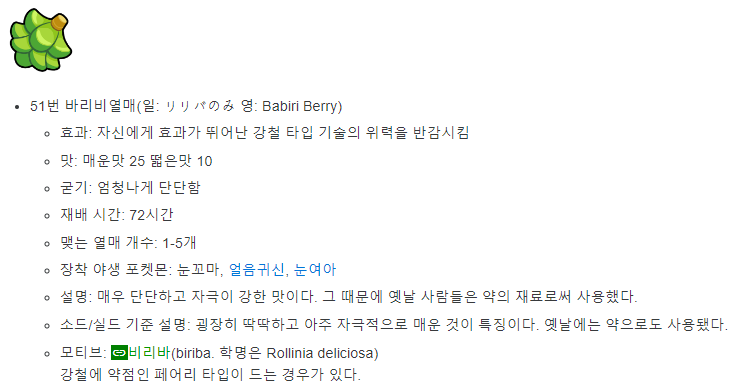 51번 바리비열매(일: リリバのみ 영: Babiri Berry)
효과: 자신에게 효과가 뛰어난 강철 타입 기술의 위력을 반감시킴
맛: 매운맛 25 떫은맛 10
굳기: 엄청나게 단단함
재배 시간: 72시간
맺는 열매 개수: 1-5개
장착 야생 포켓몬: 눈꼬마, 얼음귀신, 눈여아
설명: 매우 단단하고 자극이 강한 맛이다. 그 때문에 옛날 사람들은 약의 재료로써 사용했다.
소드/실드 기준 설명: 굉장히 딱딱하고 아주 자극적으로 매운 것이 특징이다. 옛날에는 약으로도 사용됐다.
모티브: 비리바(biriba. 학명은 Rollinia deliciosa)
강철에 약점인 페어리 타입이 드는 경우가 있다.